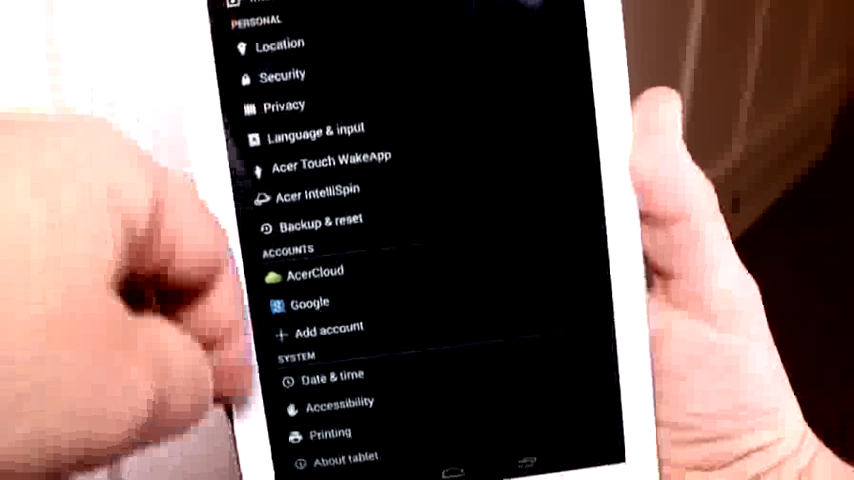 PERSONAL
Location
Security
Privacy
Language & input
Acer Touch WakeApp
Acer IntelliSpin
Backup & reset
ACCOUNTS
AcerCloud
Google
Add account
SYSTEM
Date & time
Accessibility
Printing
About tablet